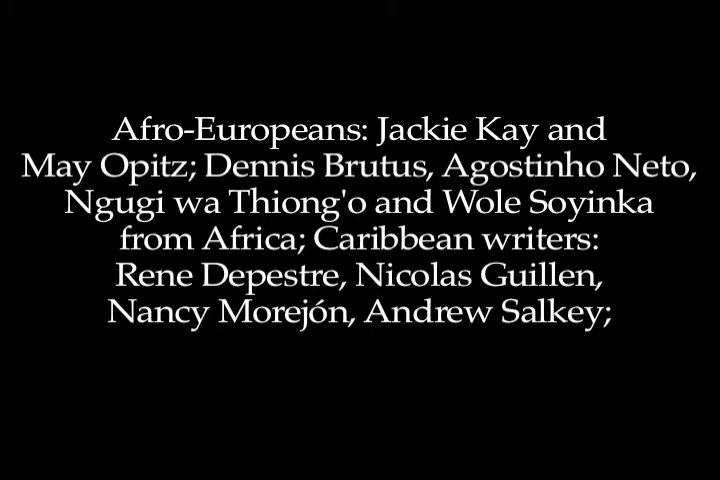 Afro-Europeans: Jackie Kay and
May Opitz; Dennis Brutus, Agostinho Neto,
Ngugi wa Thiong'o and Wole Soyinka
from Africa; Caribbean writers:
Rene Depestre, Nicolas Guillen,
Nancy Morejón, Andrew Salkey;